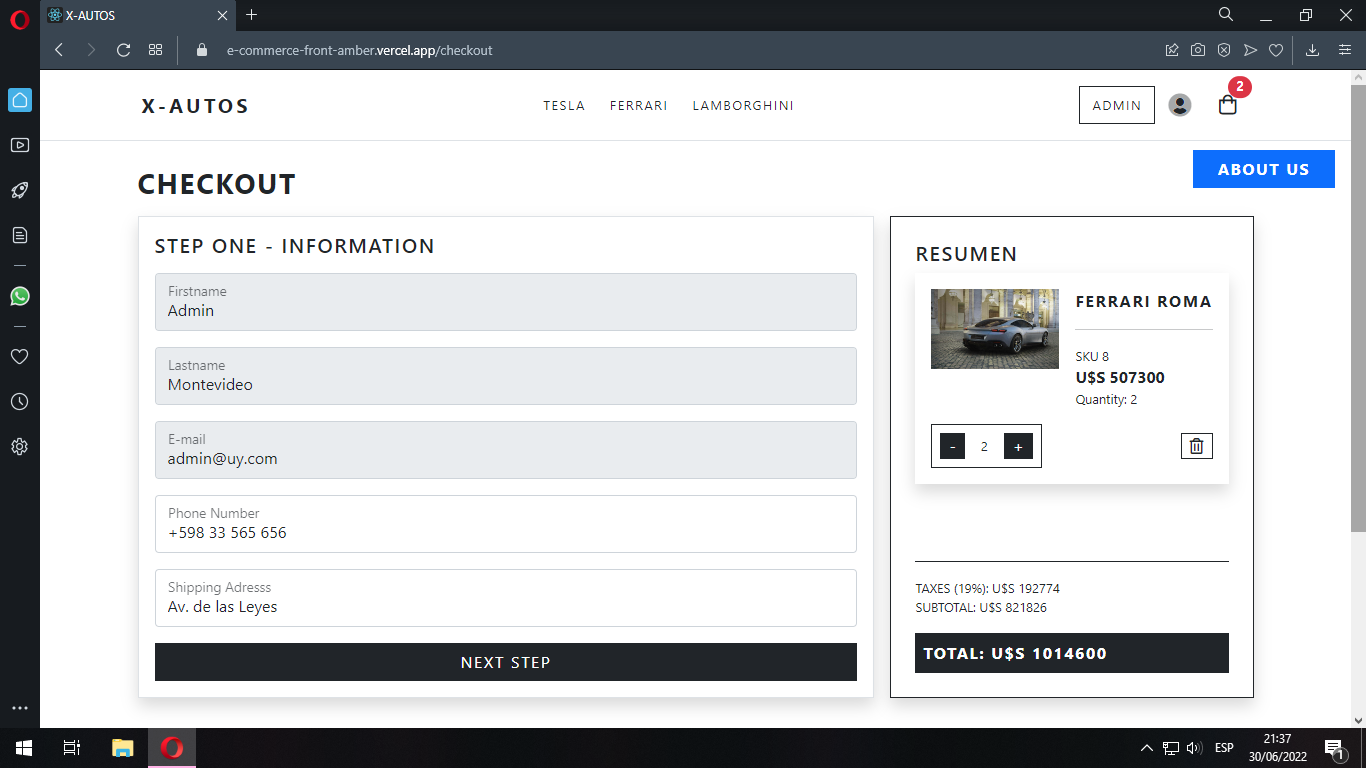 X-AUTOS
e-commerce-front-amber.vercel.app/checkout
X-AUTOS
TESLA
FERRARI
LAMBORGHINI
ADMIN
2
ABOUT US
CHECKOUT
STEP ONE - INFORMATION
Firstname
Admin
Lastname
Montevideo
E-mail
admin@uy.com
Phone Number
+598 33 565 656
Shipping Adresss
Av. de las Leyes
NEXT STEP
RESUMEN
FERRARI ROMA
SKU 8
U$S 507300
Quantity: 2
- 2 +
TAXES (19%): U$S 192774
SUBTOTAL: U$S 821826
TOTAL: U$S 1014600
ESP
21:37
30/06/2022
1